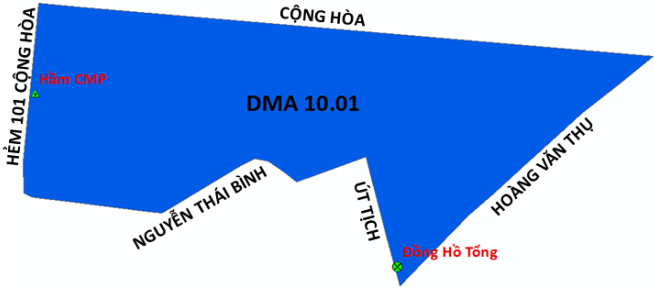 CỘNG HÒA
HẺM 101 CỘNG HÒA
Hầm CMP
DMA 10.01
HOÀNG VĂN THỤ
NGUYỄN THÁI BÌNH
ÚT TỊCH
Đồng Hồ Tổng